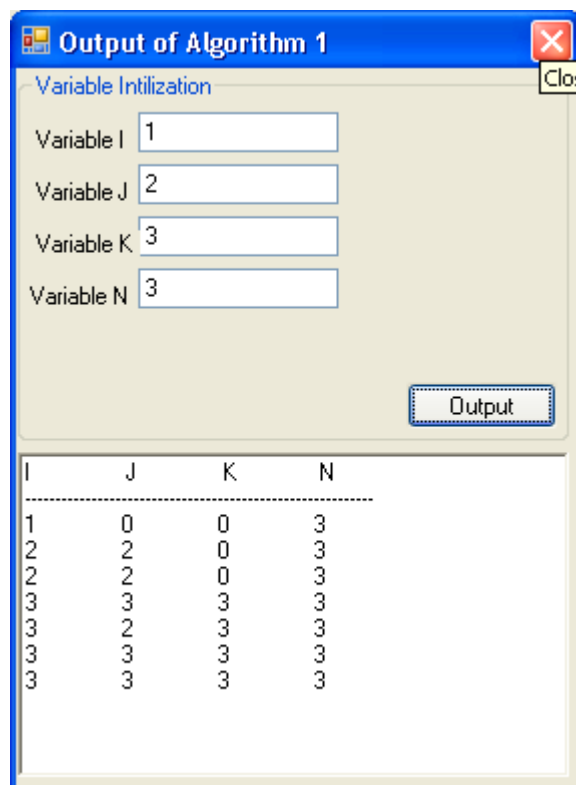 Output of Algorithm 1
Clos
Variable Intilization
Variable I 1
Variable J 2
Variable K 3
Variable N 3
Output
I J K N
--------------------------------------------------
1 0 0 3
2 2 0 3
2 2 0 3
3 3 3 3
3 2 3 3
3 3 3 3
3 3 3 3